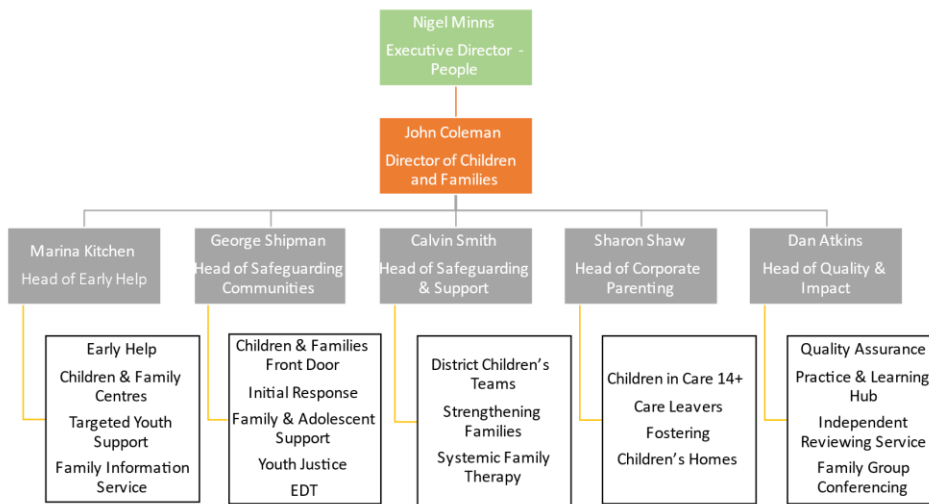 Nigel Minns
Executive Director -
People
John Coleman
Director of Children
and Families
Marina Kitchen
Head of Early Help
George Shipman
Head of Safeguarding
Communities
Calvin Smith
Head of Safeguarding
& Support
Sharon Shaw
Head of Corporate
Parenting
Dan Atkins
Head of Quality &
Impact
Early Help
Children & Family
Centres
Targeted Youth
Support
Family Information
Service
Children & Families
Front Door
Initial Response
Family & Adolescent
Support
Youth Justice
EDT
District Children's
Teams
Strengthening
Families
Systemic Family
Therapy
Children in Care 14+
Care Leavers
Fostering
Children's Homes
Quality Assurance
Practice & Learning
Hub
Independent
Reviewing Service
Family Group
Conferencing